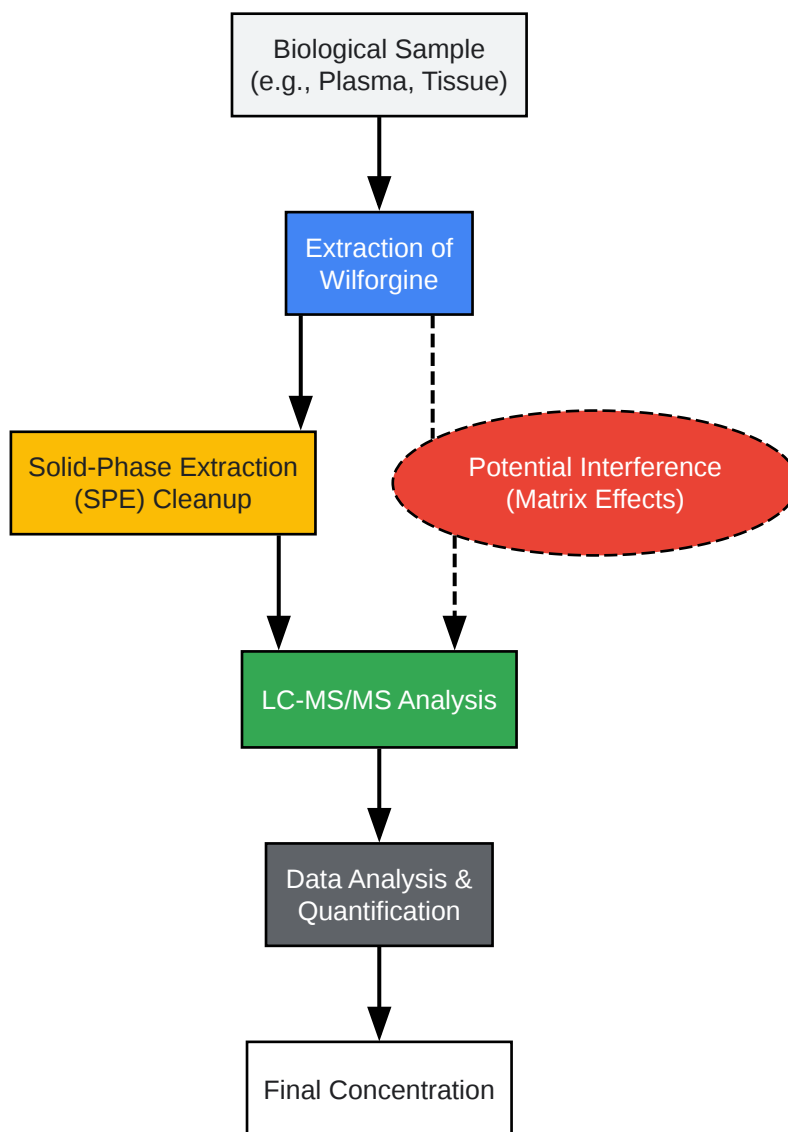 Biological Sample
(e.g., Plasma, Tissue)
Extraction of
Wilforgine
Solid-Phase Extraction
(SPE) Cleanup
Potential Interference
(Matrix Effects)
LC-MS/MS Analysis
Data Analysis &
Quantification
Final Concentration